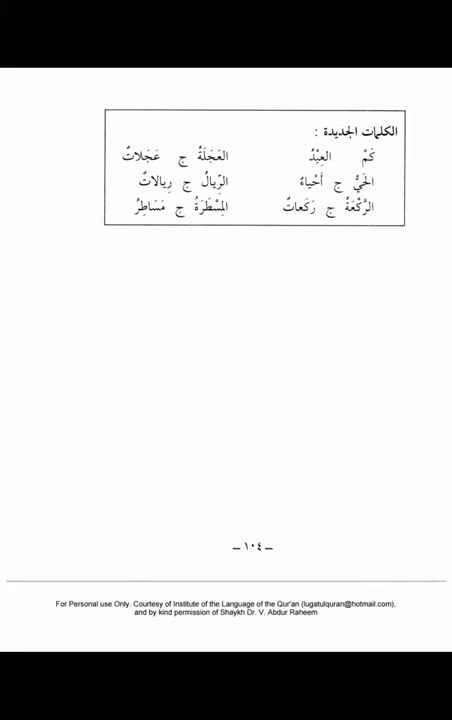 الكلمات الجديدة :
كَمْ العِيْدُ العَجَلَةُ ج عَجَلاتٌ
الحَيُّ ج أَحْياءٌ الرِّيالُ ج رِيالاتٌ
الرَّكْعَةُ ج رَكَعاتٌ المِسْطَرَةُ ج مَسَاطِرُ
– ١٠٤ –
For Personal use Only. Courtesy of Institute of the Language of the Qur'an (lugatulquran@hotmail.com),
and by kind permission of Shaykh Dr. V. Abdur Raheem